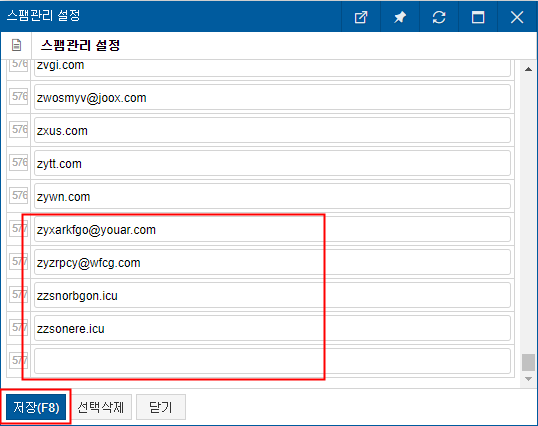 스팸관리 설정
스팸관리 설정
576 zvgi.com
576 zwosmyv@joox.com
576 zxus.com
576 zytt.com
576 zywn.com
577 zyxarkfgo@youar.com
577 zyzrpcy@wfcg.com
577 zzsnorbgon.icu
577 zzsonere.icu
577
저장(F8) 선택삭제 닫기